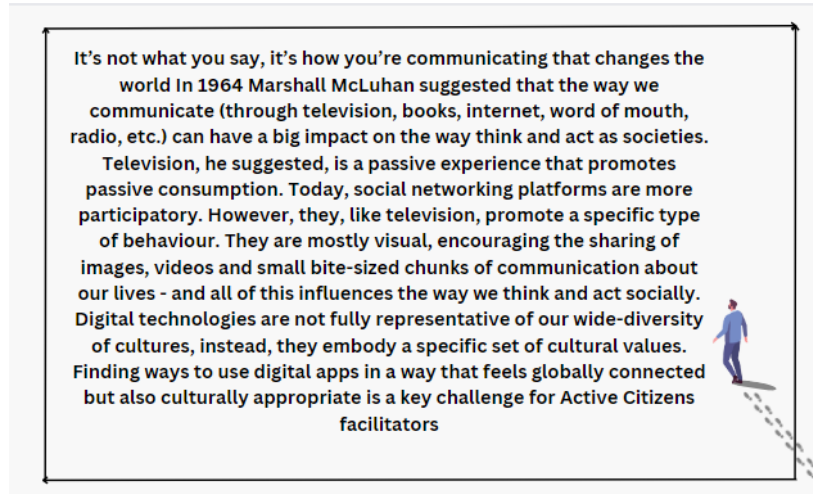 It’s not what you say, it’s how you’re communicating that changes the
world In 1964 Marshall McLuhan suggested that the way we
communicate (through television, books, internet, word of mouth,
radio, etc.) can have a big impact on the way think and act as societies.
Television, he suggested, is a passive experience that promotes
passive consumption. Today, social networking platforms are more
participatory. However, they, like television, promote a specific type
of behaviour. They are mostly visual, encouraging the sharing of
images, videos and small bite-sized chunks of communication about
our lives - and all of this influences the way we think and act socially.
Digital technologies are not fully representative of our wide-diversity
of cultures, instead, they embody a specific set of cultural values.
Finding ways to use digital apps in a way that feels globally connected
but also culturally appropriate is a key challenge for Active Citizens
facilitators